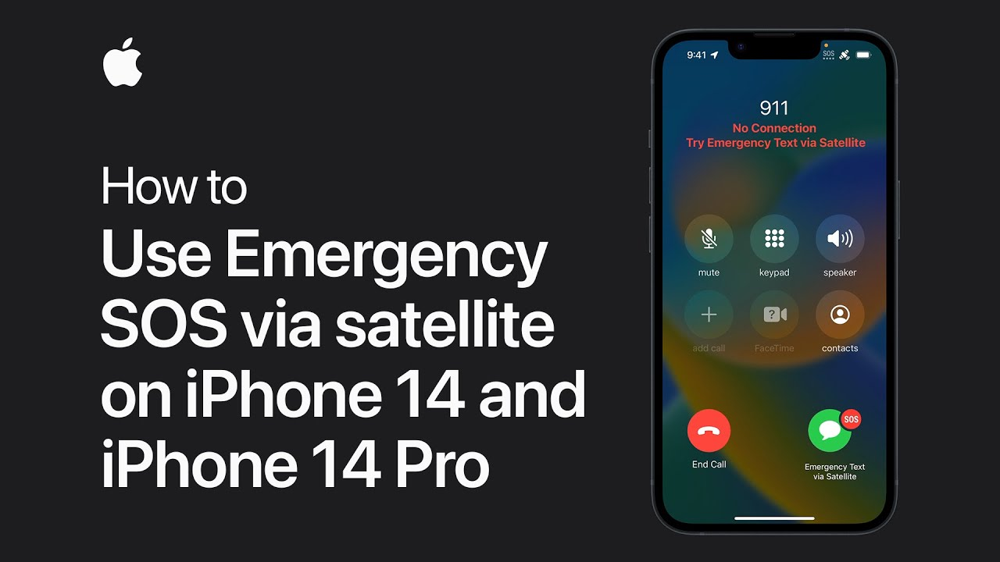 How to
Use Emergency
SOS via satellite
on iPhone 14 and
iPhone 14 Pro
9:41
SOS
911
No Connection
Try Emergency Text via Satellite
mute
keypad
speaker
add call
FaceTime
contacts
SOS
End Call
Emergency Text
via Satellite